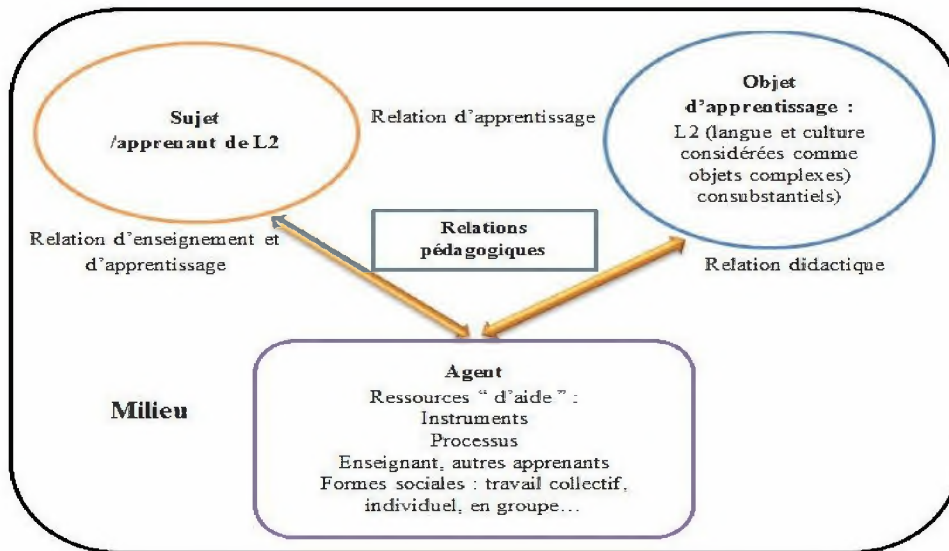 Sujet
/apprenant de L2
Relation d'apprentissage
Objet
d'apprentissage :
L2 (langue et culture
considérées comme
objets complexes)
consubstantiels)
Relation d'enseignement et
d'apprentissage
Relations
pédagogiques
Relation didactique
Milieu
Agent
Ressources “ d'aide ” :
Instruments
Processus
Enseignant, autres apprenants
Formes sociales : travail collectif,
individuel, en groupe…